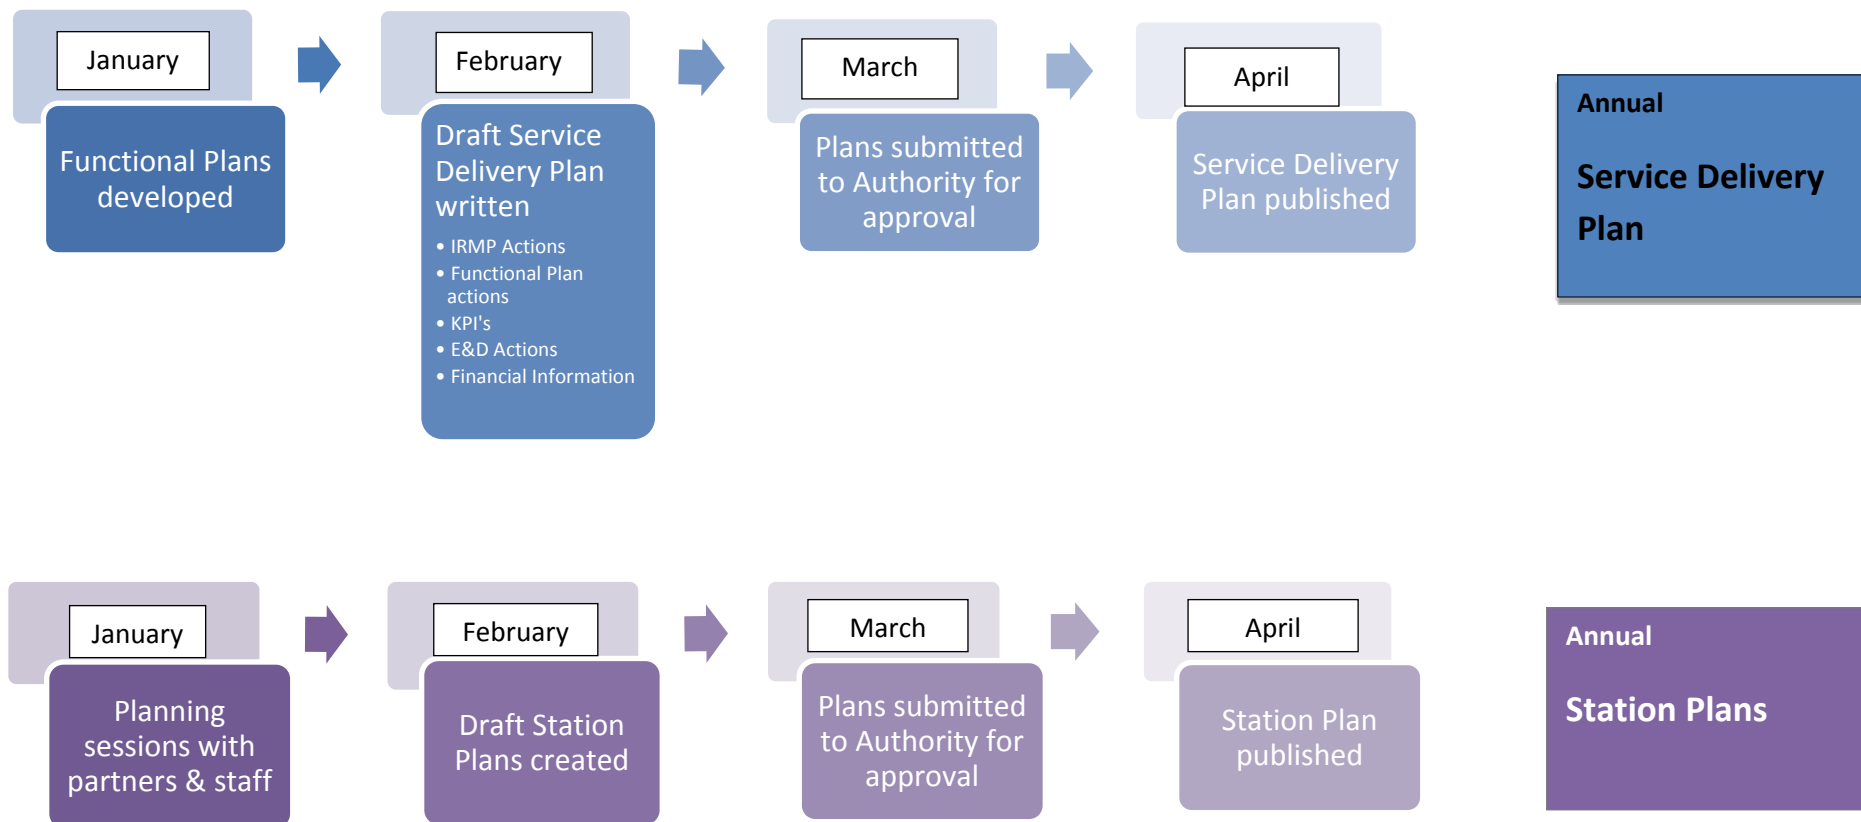 January
Functional Plans
developed
February
Draft Service
Delivery Plan
written
• IRMP Actions
• Functional Plan
actions
• KPI's
• E&D Actions
• Financial Information
March
Plans submitted
to Authority for
approval
April
Service Delivery
Plan published
Annual
Service Delivery
Plan
January
Planning
sessions with
partners & staff
February
Draft Station
Plans created
March
Plans submitted
to Authority for
approval
April
Station Plan
published
Annual
Station Plans